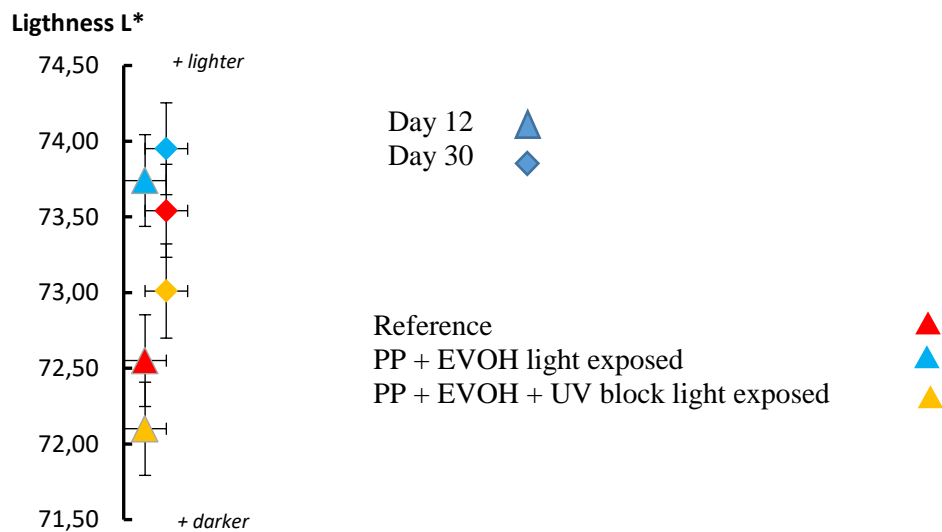 Ligthness L*
74,50
+ lighter
74,00
73,50
73,00
72,50
72,00
71,50
+ darker
Day 12
Day 30
Reference
PP + EVOH light exposed
PP + EVOH + UV block light exposed